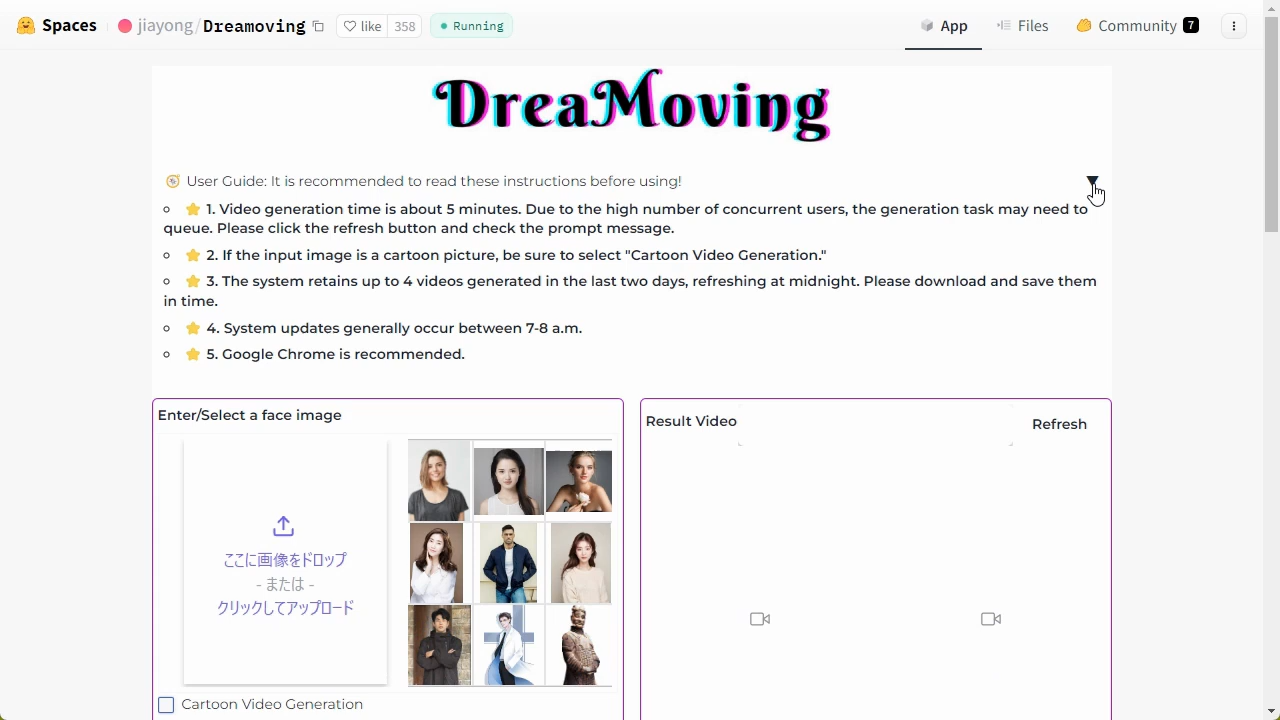 Spaces
jiayong/Dreamoving
like 358
Running
App
Files
Community 7
DreaMoving
User Guide: It is recommended to read these instructions before using!
1. Video generation time is about 5 minutes. Due to the high number of concurrent users, the generation task may need to
queue. Please click the refresh button and check the prompt message.
2. If the input image is a cartoon picture, be sure to select "Cartoon Video Generation."
3. The system retains up to 4 videos generated in the last two days, refreshing at midnight. Please download and save them
in time.
4. System updates generally occur between 7-8 a.m.
5. Google Chrome is recommended.
Enter/Select a face image
ここに画像をドロップ
- または -
クリックしてアップロード
Cartoon Video Generation
Result Video
Refresh